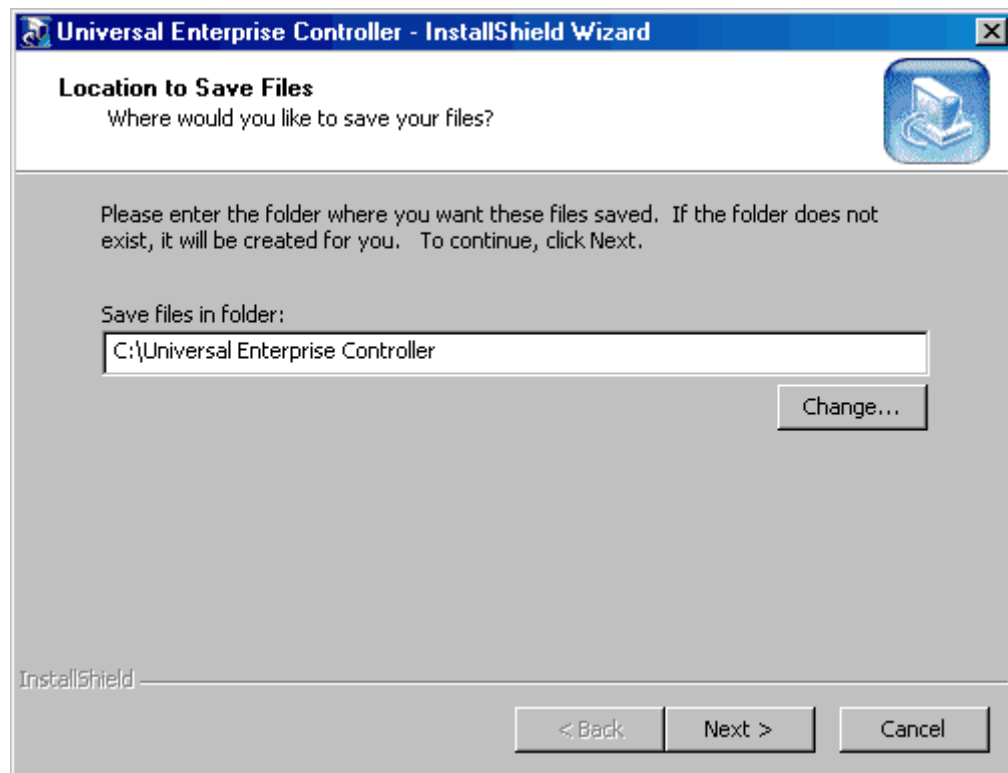 Universal Enterprise Controller - InstallShield Wizard
Location to Save Files
Where would you like to save your files?
Please enter the folder where you want these files saved.  If the folder does not
exist, it will be created for you.   To continue, click Next.
Save files in folder:
C:\Universal Enterprise Controller
Change...
InstallShield
< Back
Next >
Cancel